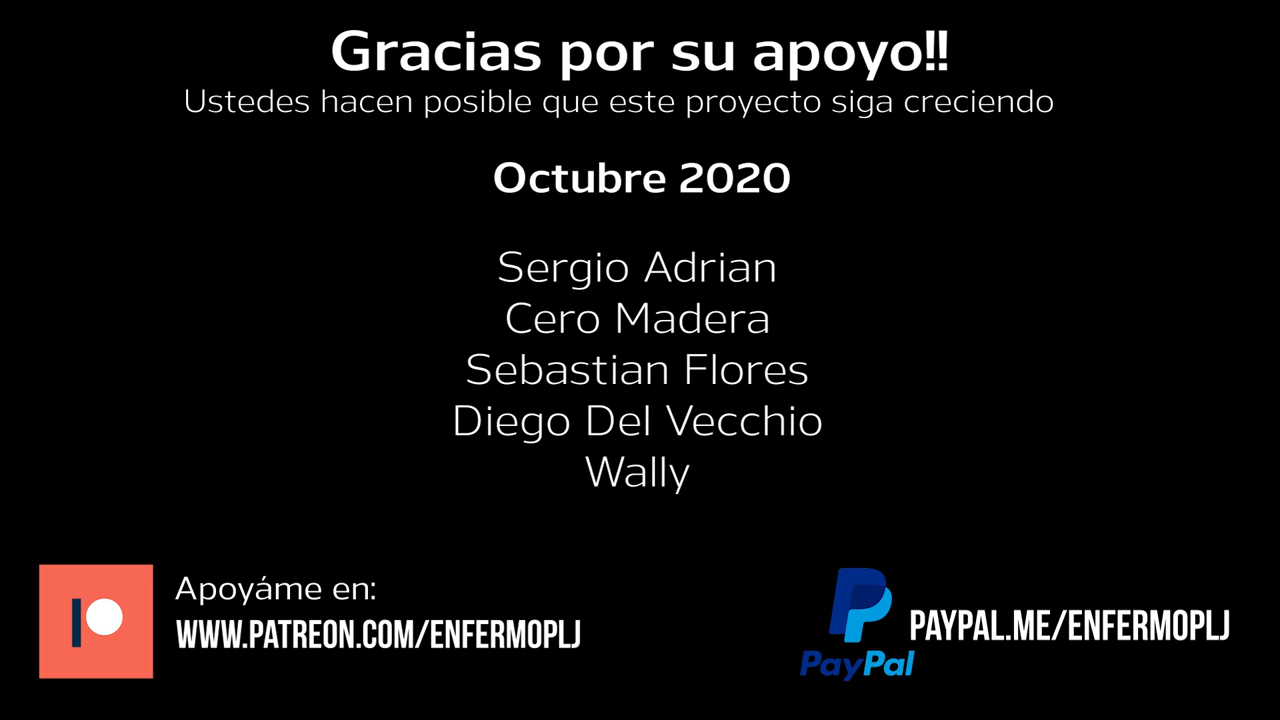 Gracias por su apoyo!!
Ustedes hacen posible que este proyecto siga creciendo
Octubre 2020
Sergio Adrian
Cero Madera
Sebastian Flores
Diego Del Vecchio
Wally
Apoyáme en:
WWW.PATREON.COM/ENFERMOPLJ
PayPal
PAYPAL.ME/ENFERMOPLJ